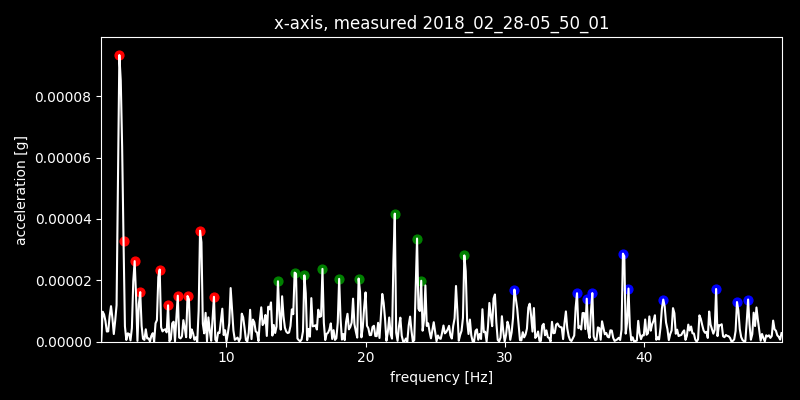 x-axis, measured 2018_02_28-05_50_01
acceleration [g]
0.00008
0.00006
0.00004
0.00002
0.00000
10 20 30 40
frequency [Hz]